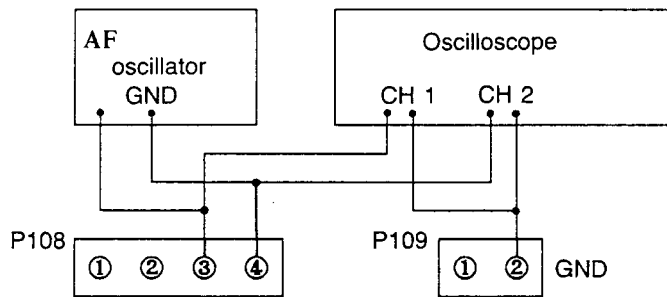 AF
oscillator
GND
Oscilloscope
CH 1 CH 2
P108
① ② ③ ④
P109
① ②
GND